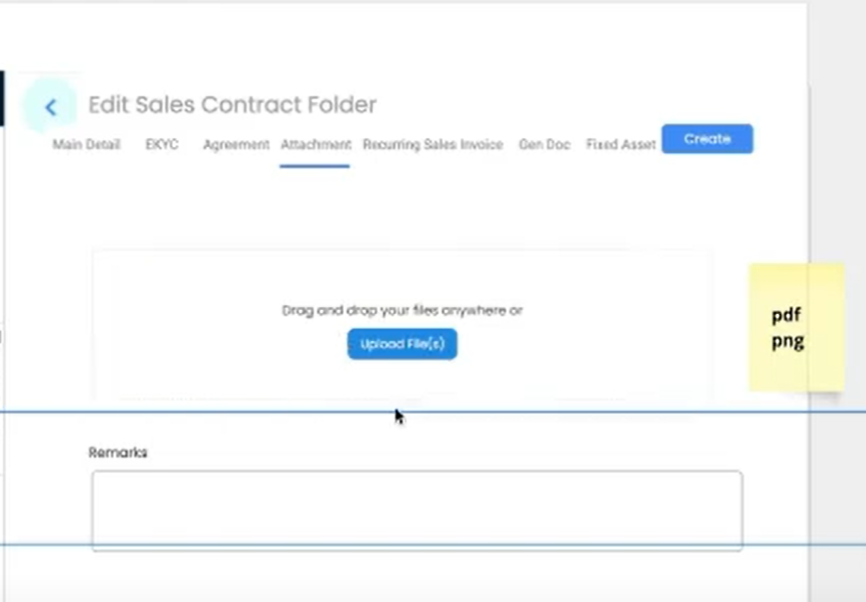 Edit Sales Contract Folder
Main Detail EKYC Agreement Attachment Recurring Sales Invoice Gen Doc Fixed Asset Create
Drag and drop your files anywhere or
Upload File(s)
pdf
png
Remarks